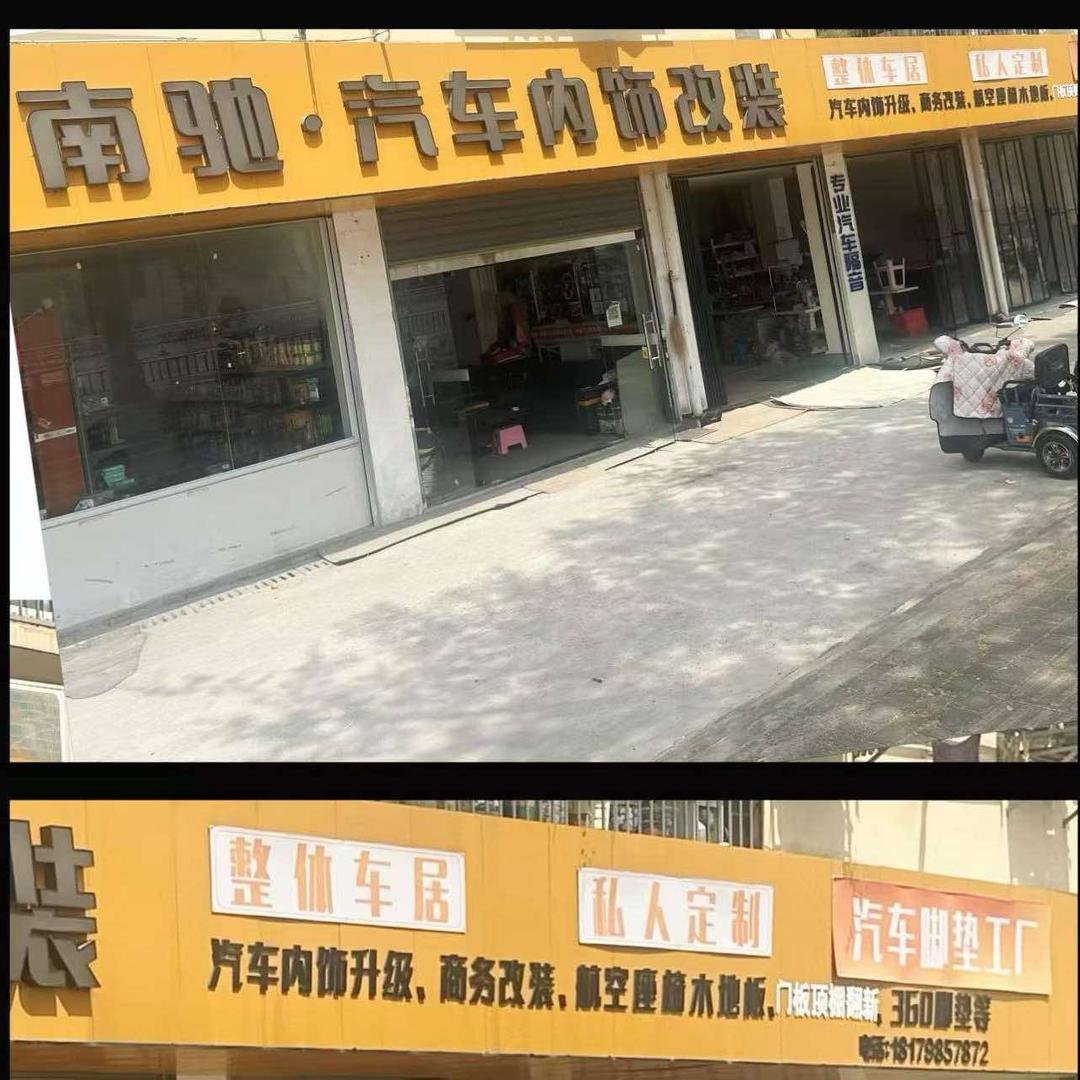 南驰·汽车内饰改装
整体车居
私人定制
汽车内饰升级、商务改装、航空座椅木地板、门板顶棚
专业汽车隔音
装
整体车居
私人定制
汽车脚垫工厂
汽车内饰升级、商务改装、航空座椅木地板、门板顶棚翻新、360脚垫等
电话:18179857872